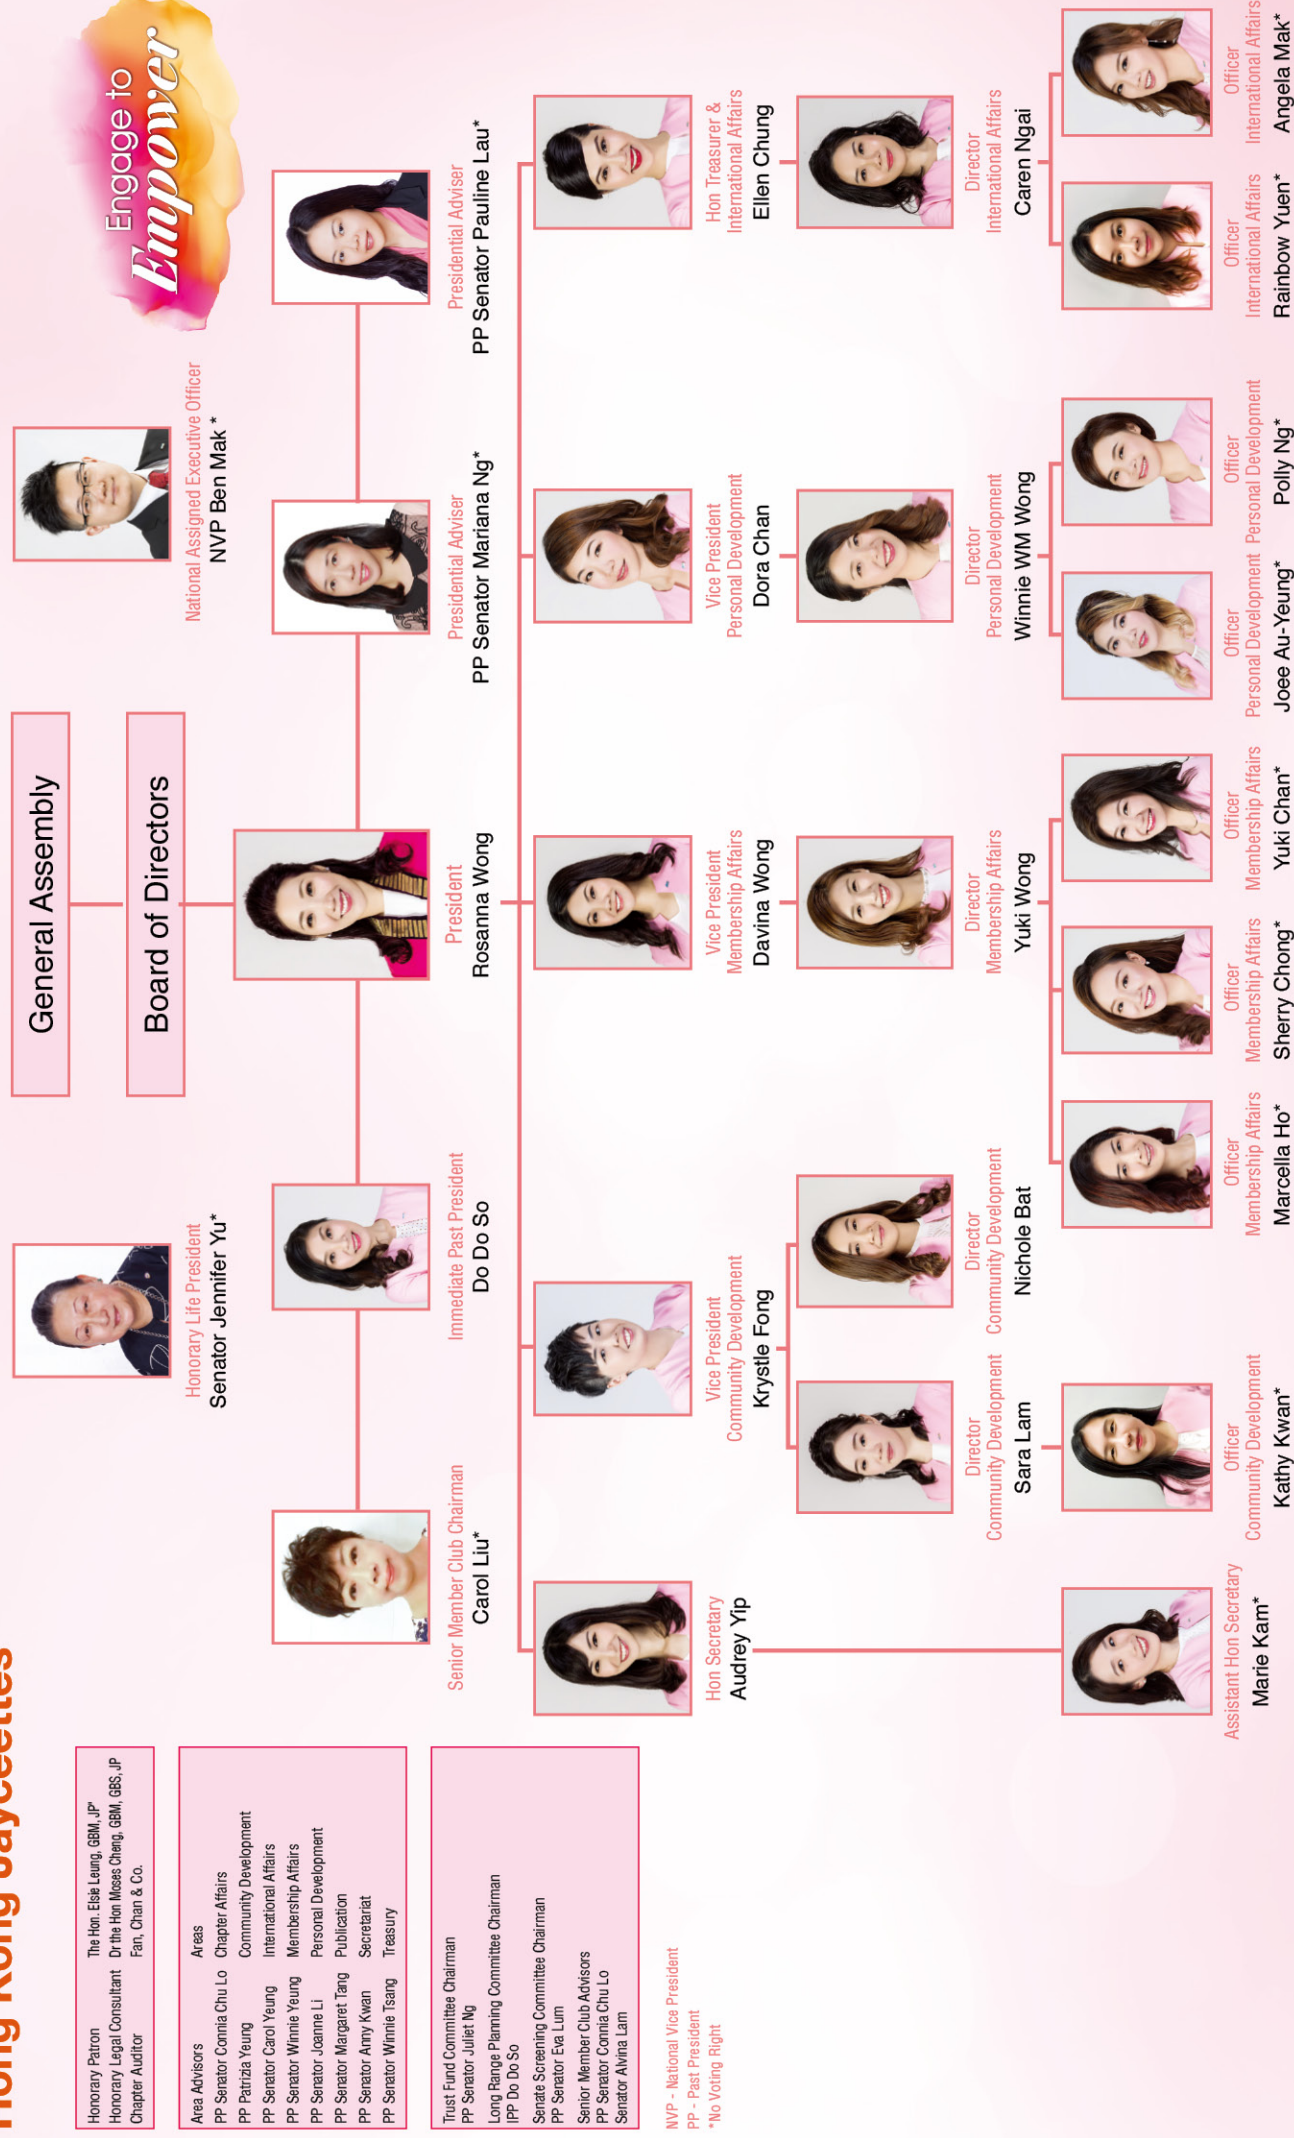 Hong Kong Jayceettes
Engage to
Empower
General Assembly
Board of Directors
Honorary Life President
Senator Jennifer Yu*
National Assigned Executive Officer
NVP Ben Mak *
Senior Member Club Chairman
Carol Liu*
Immediate Past President
Do Do So
President
Rosanna Wong
Presidential Adviser
PP Senator Mariana Ng*
Presidential Adviser
PP Senator Pauline Lau*
Hon Secretary
Audrey Yip
Vice President
Community Development
Krystle Fong
Vice President
Membership Affairs
Davina Wong
Vice President
Personal Development
Dora Chan
Hon Treasurer &
International Affairs
Ellen Chung
Director
Community Development
Sara Lam
Director
Community Development
Nichole Bat
Director
Membership Affairs
Yuki Wong
Director
Personal Development
Winnie WM Wong
Director
International Affairs
Caren Ngai
Assistant Hon Secretary
Marie Kam*
Officer
Community Development
Kathy Kwan*
Officer
Membership Affairs
Marcella Ho*
Officer
Membership Affairs
Sherry Chong*
Officer
Membership Affairs
Yuki Chan*
Officer
Personal Development
Joee Au-Yeung*
Officer
Personal Development
Polly Ng*
Officer
International Affairs
Rainbow Yuen*
Officer
International Affairs
Angela Mak*
Honorary Patron The Hon. Elsie Leung, GBM, JP"
Honorary Legal Consultant Dr the Hon Moses Cheng, GBM, GBS, JP
Chapter Auditor Fan, Chan & Co.
Area Advisors Areas
PP Senator Connia Chu Lo Chapter Affairs
PP Patrizia Yeung Community Development
PP Senator Carol Yeung International Affairs
PP Senator Winnie Yeung Membership Affairs
PP Senator Joanne Li Personal Development
PP Senator Margaret Tang Publication
PP Senator Amy Kwan Secretariat
PP Senator Winnie Tsang Treasury
Trust Fund Committee Chairman
PP Senator Juliet Ng
Long Range Planning Committee Chairman
IPP Do Do So
Senate Screening Committee Chairman
PP Senator Eva Lum
Senior Member Club Advisors
PP Senator Connia Chu Lo
Senator Alvina Lam
NVP - National Vice President
PP - Past President
*No Voting Right